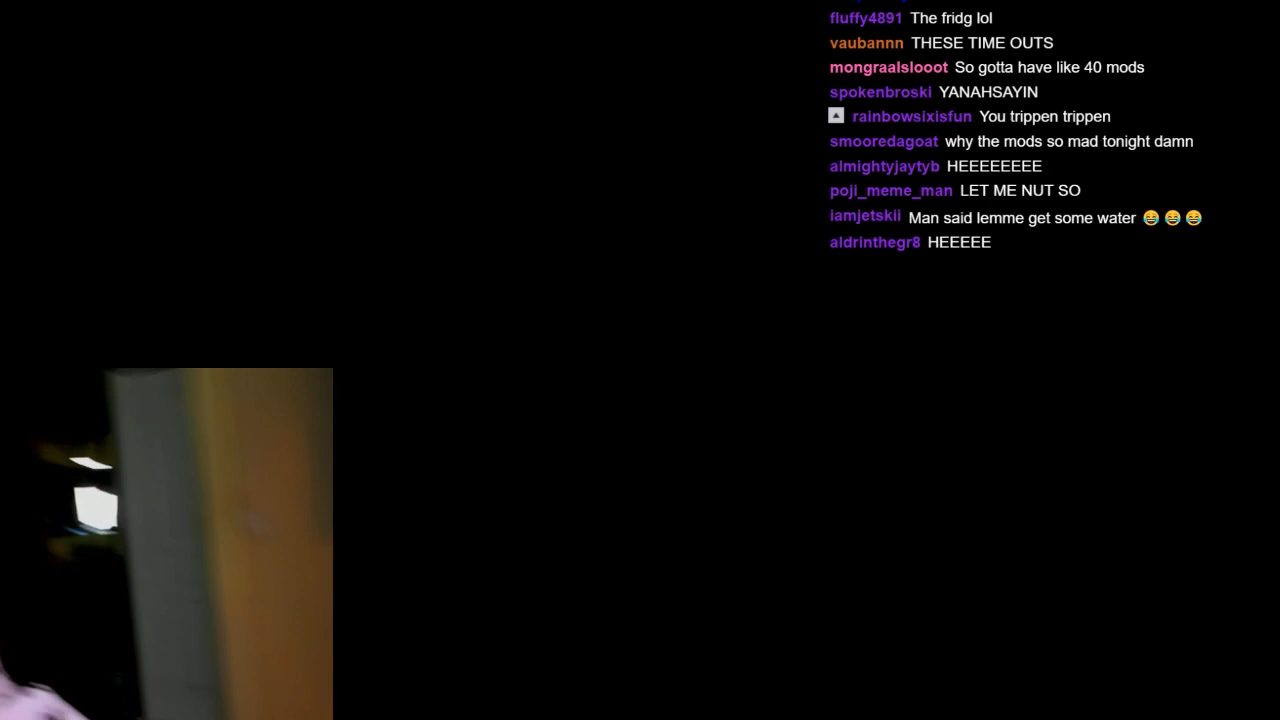 fluffy4891 The fridg lol
vaubannn THESE TIME OUTS
mongraalslooot So gotta have like 40 mods
spokenbroski YANAHSAYIN
rainbowsixisfun You trippen trippen
smooredagoat why the mods so mad tonight damn
almightyjaytyb HEEEEEEEE
poji_meme_man LET ME NUT SO
iamjetskii Man said lemme get some water 😂 😂 😂
aldrinthegr8 HEEEEE